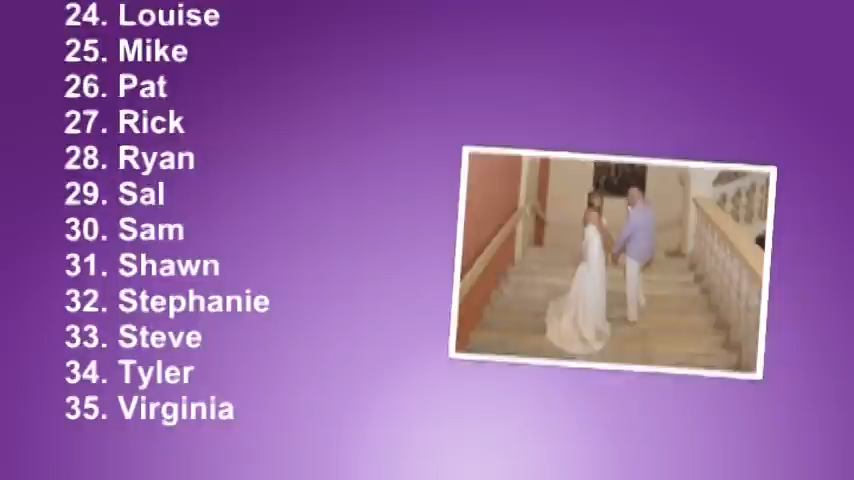 24. Louise
25. Mike
26. Pat
27. Rick
28. Ryan
29. Sal
30. Sam
31. Shawn
32. Stephanie
33. Steve
34. Tyler
35. Virginia